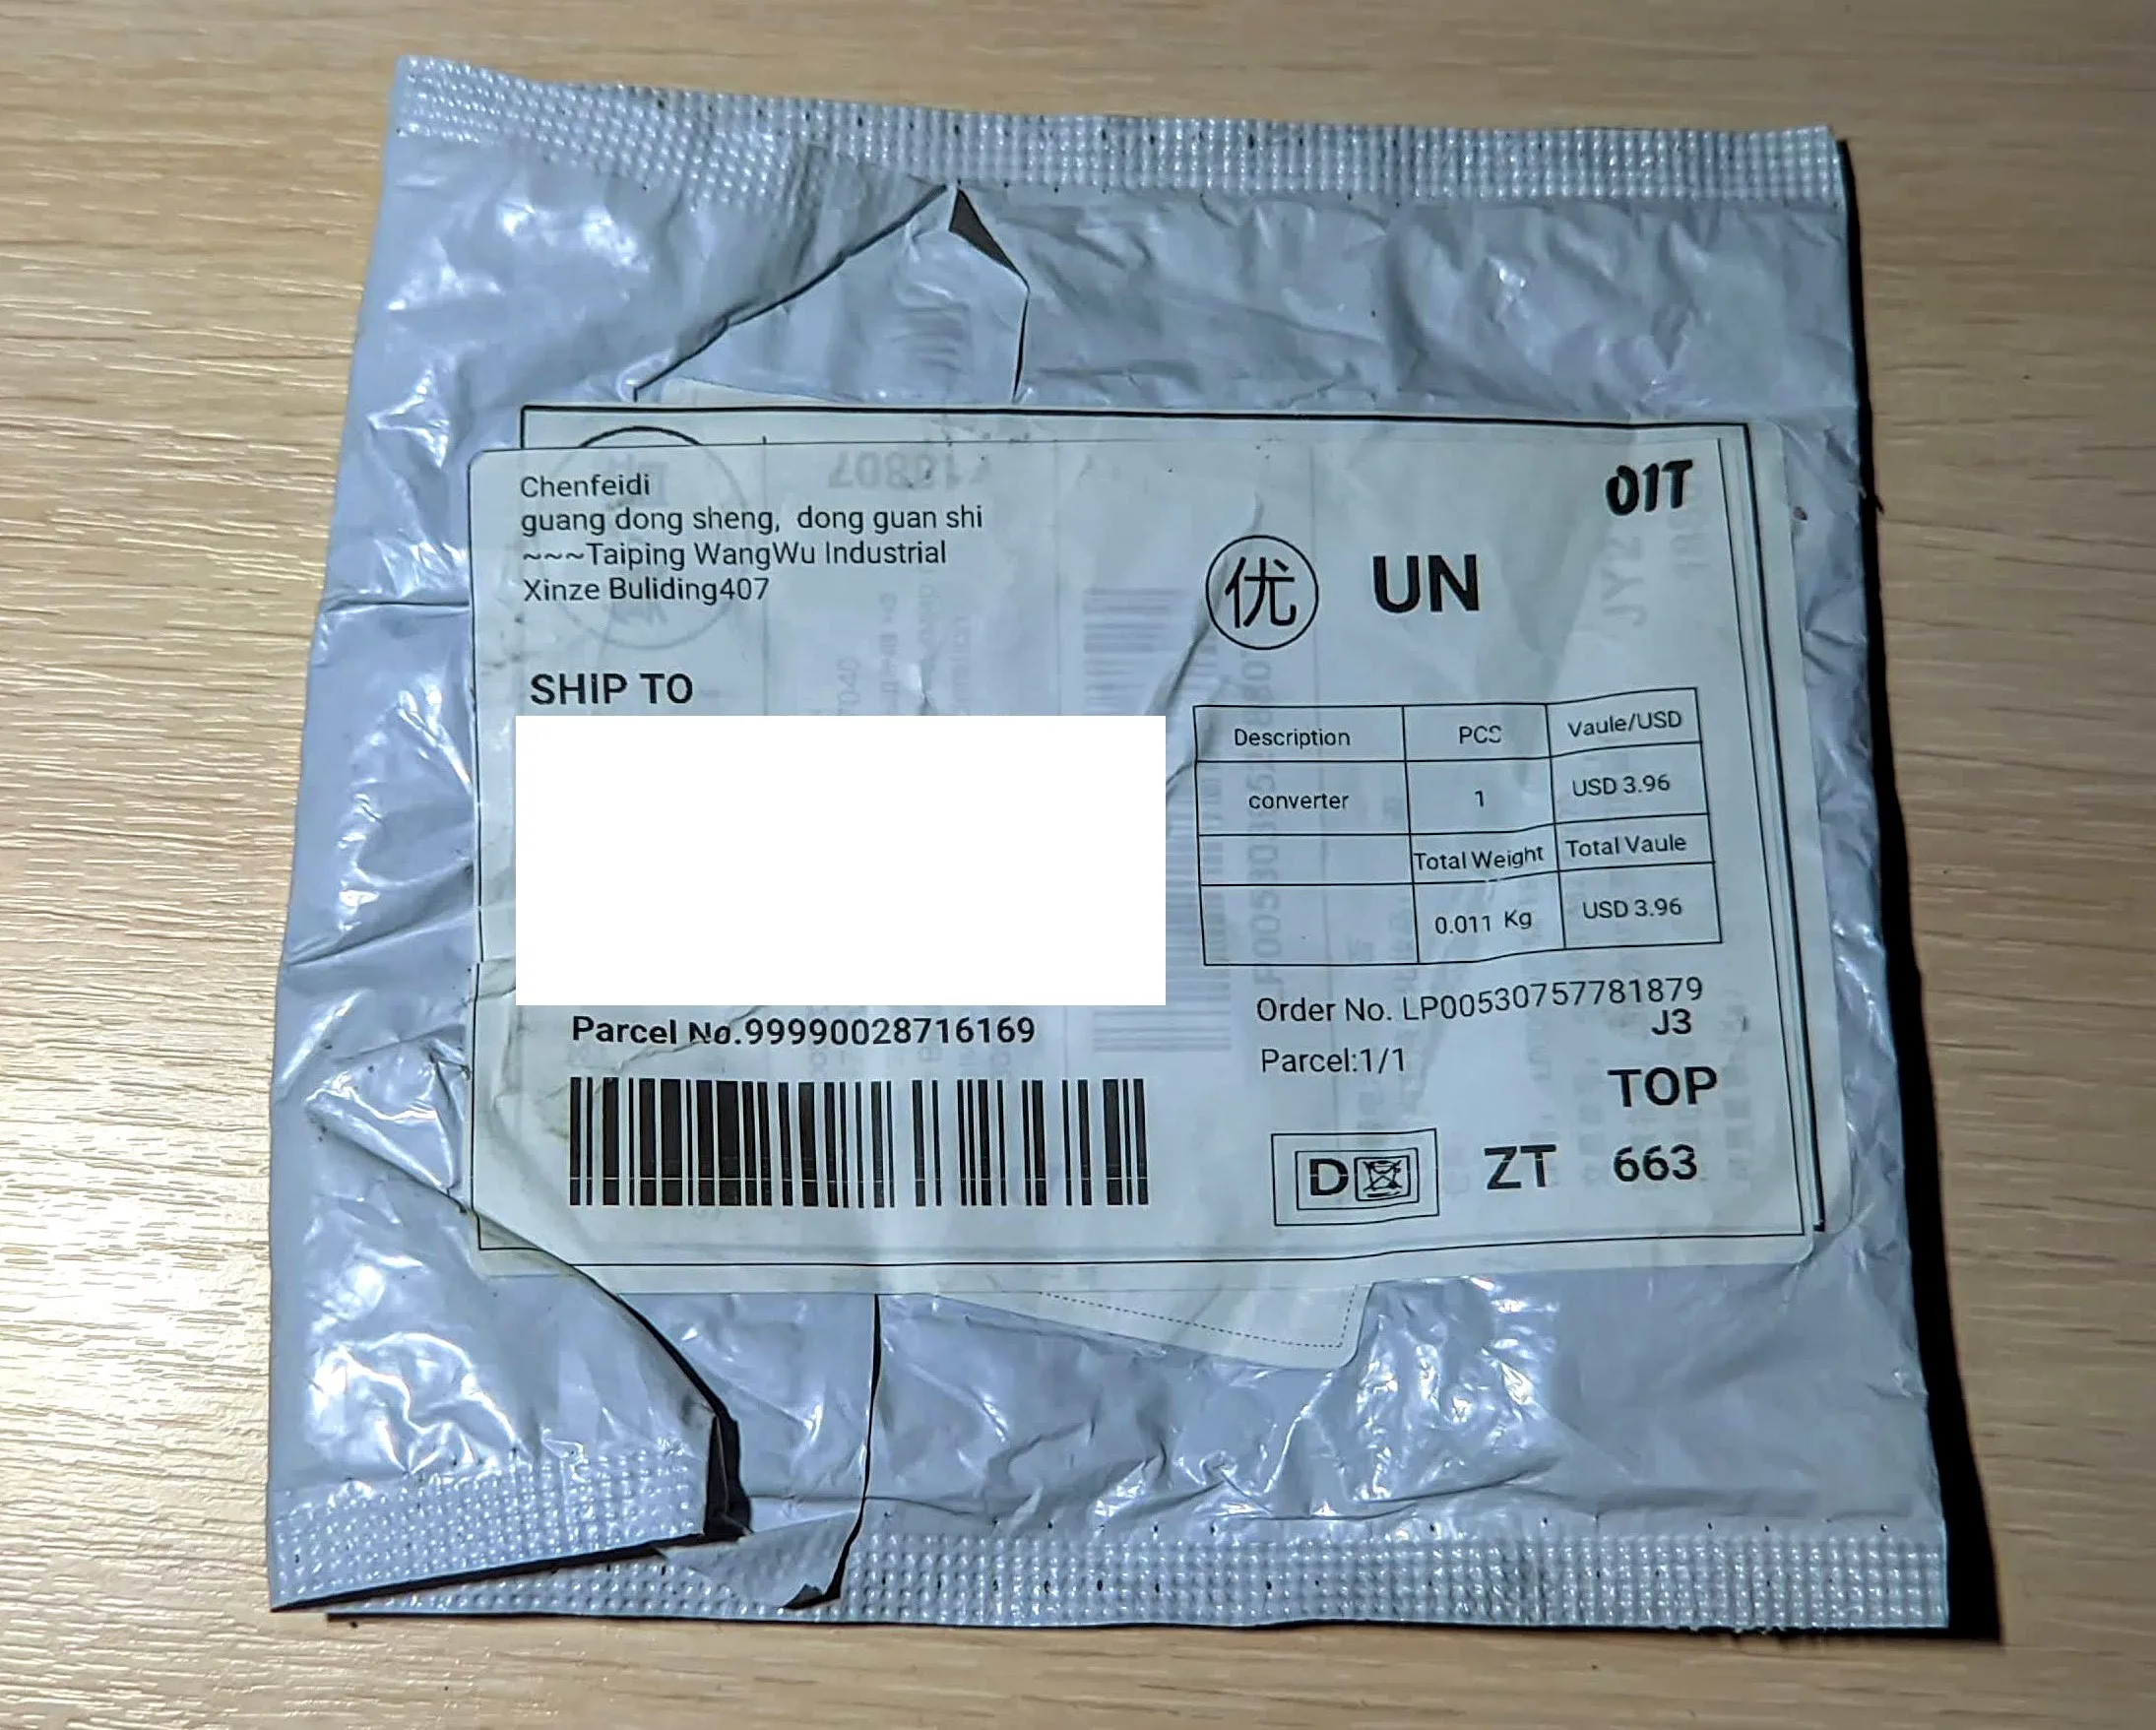 Chenfeidi
guang dong sheng, dong guan shi
~~~Taiping WangWu Industrial
Xinze Buliding407
01T
优 UN
SHIP TO
Description PCS Vaule/USD
converter 1 USD 3.96
Total Weight Total Vaule
0.011 Kg USD 3.96
Parcel No.99990028716169
Order No. LP00530757781879
J3
Parcel:1/1
TOP
D ZT 663